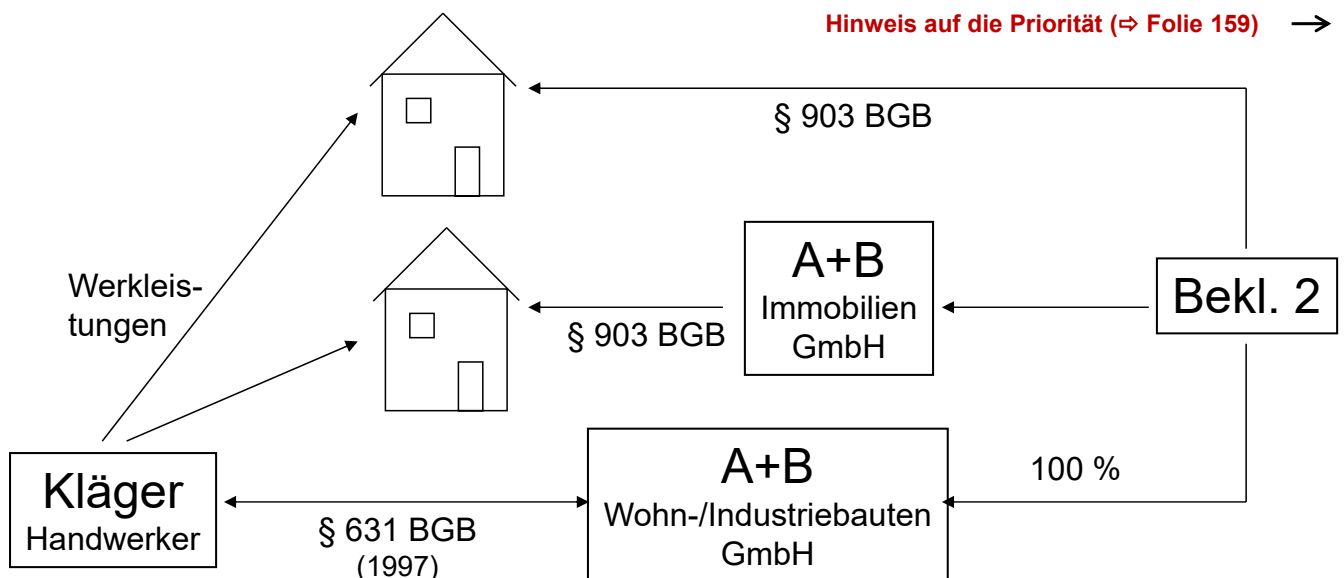 Hinweis auf die Priorität (⇨ Folie 159) →
§ 903 BGB
Werkleis-
tungen
A+B
Immobilien
GmbH
Bekl. 2
§ 903 BGB
Kläger
Handwerker
§ 631 BGB
(1997)
A+B
Wohn-/Industriebauten
GmbH
100 %